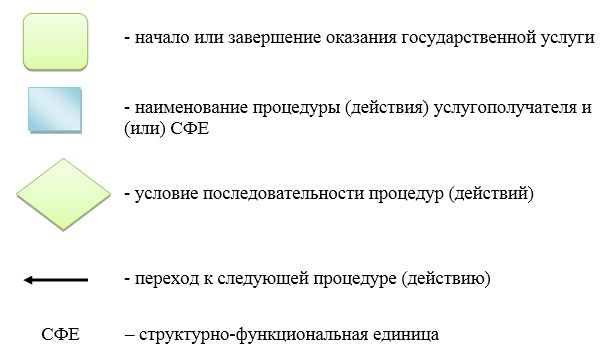 - начало или завершение оказания государственной услуги
- наименование процедуры (действия) услугополучателя и
(или) СФЕ
- условие последовательности процедур (действий)
- переход к следующей процедуре (действию)
СФЕ – структурно-функциональная единица